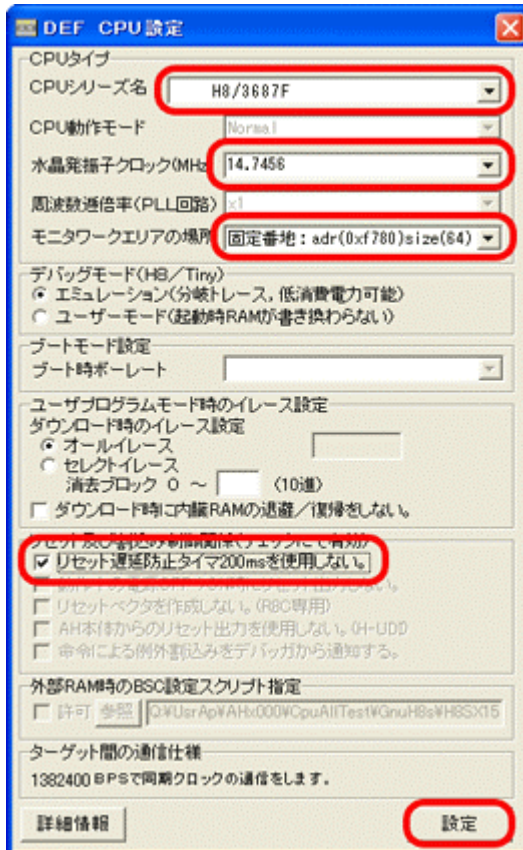 DEF CPU設定
CPUタイプ
CPUシリーズ名 H8/3687F
CPU動作モード Normal
水晶発振子クロック(MHz 14.7456
周波数逓倍率(PLL回路) x1
モニタワークエリアの場所 固定番地：adr(0xf780)size(64)
デバッグモード(H8／Tiny)
エミュレーション(分岐トレース,低消費電力可能)
ユーザーモード(起動時RAMが書き換わらない)
ブートモード設定
ブート時ボーレート
ユーザプログラムモード時のイレース設定
ダウンロード時のイレース設定
オールイレース
セレクトイレース
消去ブロック 0 ～ (10進)
ダウンロード時に内臓RAMの退避／復帰をしない。
リセット遅延防止タイマ200msを使用しない。
リセットベクタを作成しない。(R8C専用)
AH本体からのリセット出力を使用しない。(H-UDI)
命令による例外割込みをデバッガから通知する。
外部RAM時のBSC設定スクリプト指定
許可 参照 Q:¥UsrAp¥AHx000¥CpuAllTest¥GnuH8s¥H8SX15
ターゲット間の通信仕様
1382400BPSで同期クロックの通信をします。
詳細情報 設定